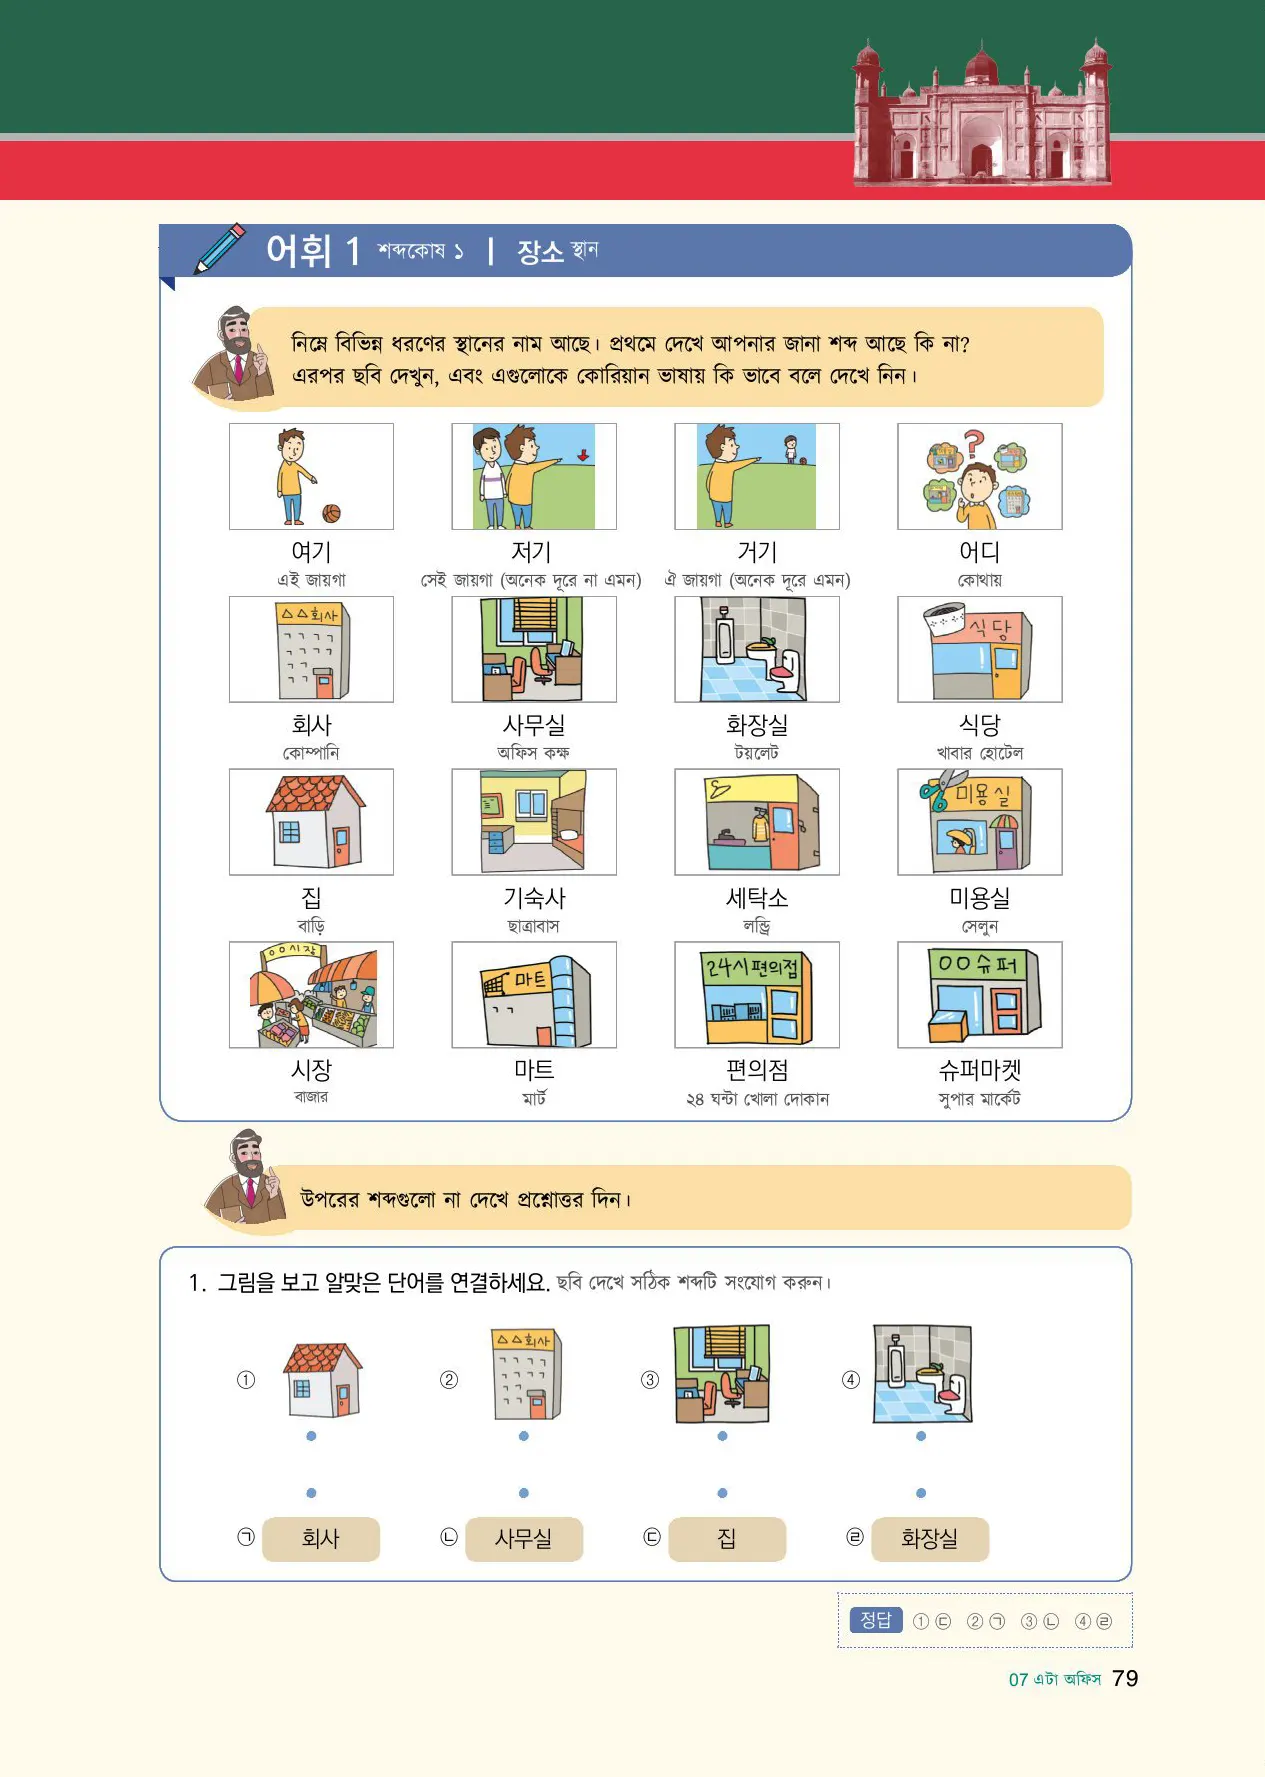 어휘 1 শব্দকোষ ১ | 장소 স্থান
নিম্নে বিভিন্ন ধরণের স্থানের নাম আছে। প্রথমে দেখে আপনার জানা শব্দ আছে কি না?
এরপর ছবি দেখুন, এবং এগুলোকে কোরিয়ান ভাষায় কি ভাবে বলে দেখে নিন।
여기 저기 거기 어디
এই জায়গা সেই জায়গা (অনেক দূরে না এমন) ঐ জায়গা (অনেক দূরে এমন) কোথায়
△△회사 식당
회사 사무실 화장실 식당
কোম্পানি অফিস কক্ষ টয়লেট খাবার হোটেল
미용실
집 기숙사 세탁소 미용실
বাড়ি ছাত্রাবাস লন্ড্রি সেলুন
○○시장 마트 24시편의점 ○○슈퍼
시장 마트 편의점 슈퍼마켓
বাজার মার্ট ২৪ ঘন্টা খোলা দোকান সুপার মার্কেট
উপরের শব্দগুলো না দেখে প্রশ্নোত্তর দিন।
1. 그림을 보고 알맞은 단어를 연결하세요. ছবি দেখে সঠিক শব্দটি সংযোগ করুন।
△△회사
① ② ③ ④
㉠ 회사 ㉡ 사무실 ㉢ 집 ㉣ 화장실
정답 ① ㉢ ② ㉠ ③ ㉡ ④ ㉣
07 এটা অফিস 79